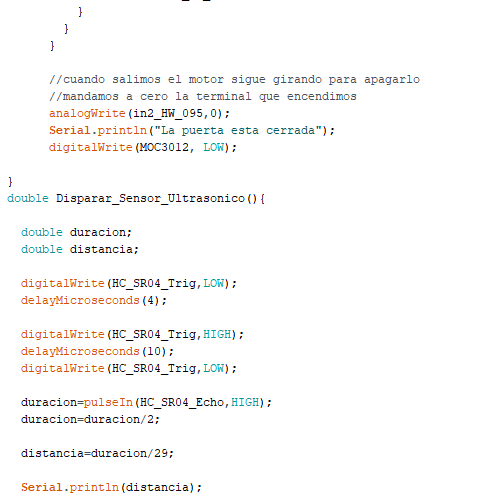 }
}
}
//cuando salimos el motor sigue girando para apagarlo
//mandamos a cero la terminal que encendimos
analogWrite(in2_HW_095,0);
Serial.println("La puerta esta cerrada");
digitalWrite(MOC3012, LOW);
}
double Disparar_Sensor_Ultrasonico(){
double duracion;
double distancia;
digitalWrite(HC_SR04_Trig,LOW);
delayMicroseconds(4);
digitalWrite(HC_SR04_Trig,HIGH);
delayMicroseconds(10);
digitalWrite(HC_SR04_Trig,LOW);
duracion=pulseIn(HC_SR04_Echo,HIGH);
duracion=duracion/2;
distancia=duracion/29;
Serial.println(distancia);